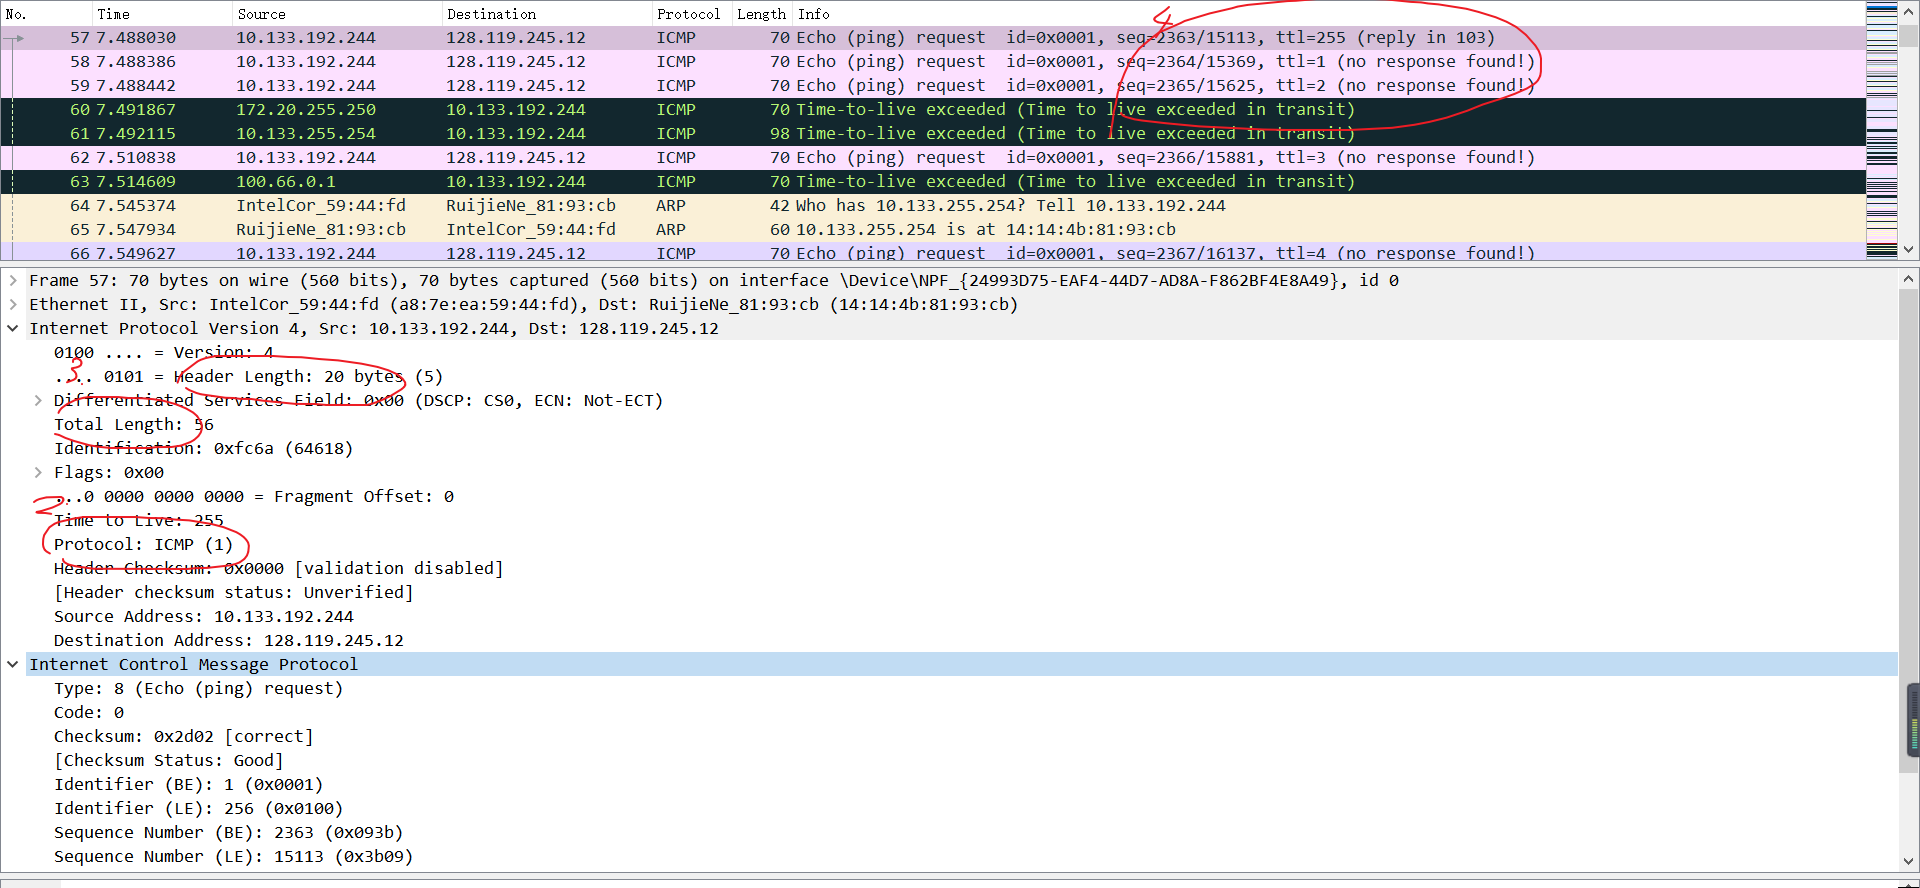 No. Time Source Destination Protocol Length Info
57 7.488030 10.133.192.244 128.119.245.12 ICMP 70 Echo (ping) request id=0x0001, seq=2363/15113, ttl=255 (reply in 103)
58 7.488386 10.133.192.244 128.119.245.12 ICMP 70 Echo (ping) request id=0x0001, seq=2364/15369, ttl=1 (no response found!)
59 7.488442 10.133.192.244 128.119.245.12 ICMP 70 Echo (ping) request id=0x0001, seq=2365/15625, ttl=2 (no response found!)
60 7.491867 172.20.255.250 10.133.192.244 ICMP 70 Time-to-live exceeded (Time to live exceeded in transit)
61 7.492115 10.133.255.254 10.133.192.244 ICMP 98 Time-to-live exceeded (Time to live exceeded in transit)
62 7.510838 10.133.192.244 128.119.245.12 ICMP 70 Echo (ping) request id=0x0001, seq=2366/15881, ttl=3 (no response found!)
63 7.514609 100.66.0.1 10.133.192.244 ICMP 70 Time-to-live exceeded (Time to live exceeded in transit)
64 7.545374 IntelCor_59:44:fd RuijieNe_81:93:cb ARP 42 Who has 10.133.255.254? Tell 10.133.192.244
65 7.547934 RuijieNe_81:93:cb IntelCor_59:44:fd ARP 60 10.133.255.254 is at 14:14:4b:81:93:cb
66 7.549627 10.133.192.244 128.119.245.12 ICMP 70 Echo (ping) request id=0x0001, seq=2367/16137, ttl=4 (no response found!)
4
Frame 57: 70 bytes on wire (560 bits), 70 bytes captured (560 bits) on interface \Device\NPF_{24993D75-EAF4-44D7-AD8A-F862BF4E8A49}, id 0
Ethernet II, Src: IntelCor_59:44:fd (a8:7e:ea:59:44:fd), Dst: RuijieNe_81:93:cb (14:14:4b:81:93:cb)
Internet Protocol Version 4, Src: 10.133.192.244, Dst: 128.119.245.12
0100 .... = Version: 4
3
.... 0101 = Header Length: 20 bytes (5)
Differentiated Services Field: 0x00 (DSCP: CS0, ECN: Not-ECT)
Total Length: 56
Identification: 0xfc6a (64618)
Flags: 0x00
...0 0000 0000 0000 = Fragment Offset: 0
2
Time to Live: 255
Protocol: ICMP (1)
Header Checksum: 0x0000 [validation disabled]
[Header checksum status: Unverified]
Source Address: 10.133.192.244
Destination Address: 128.119.245.12
Internet Control Message Protocol
Type: 8 (Echo (ping) request)
Code: 0
Checksum: 0x2d02 [correct]
[Checksum Status: Good]
Identifier (BE): 1 (0x0001)
Identifier (LE): 256 (0x0100)
Sequence Number (BE): 2363 (0x093b)
Sequence Number (LE): 15113 (0x3b09)